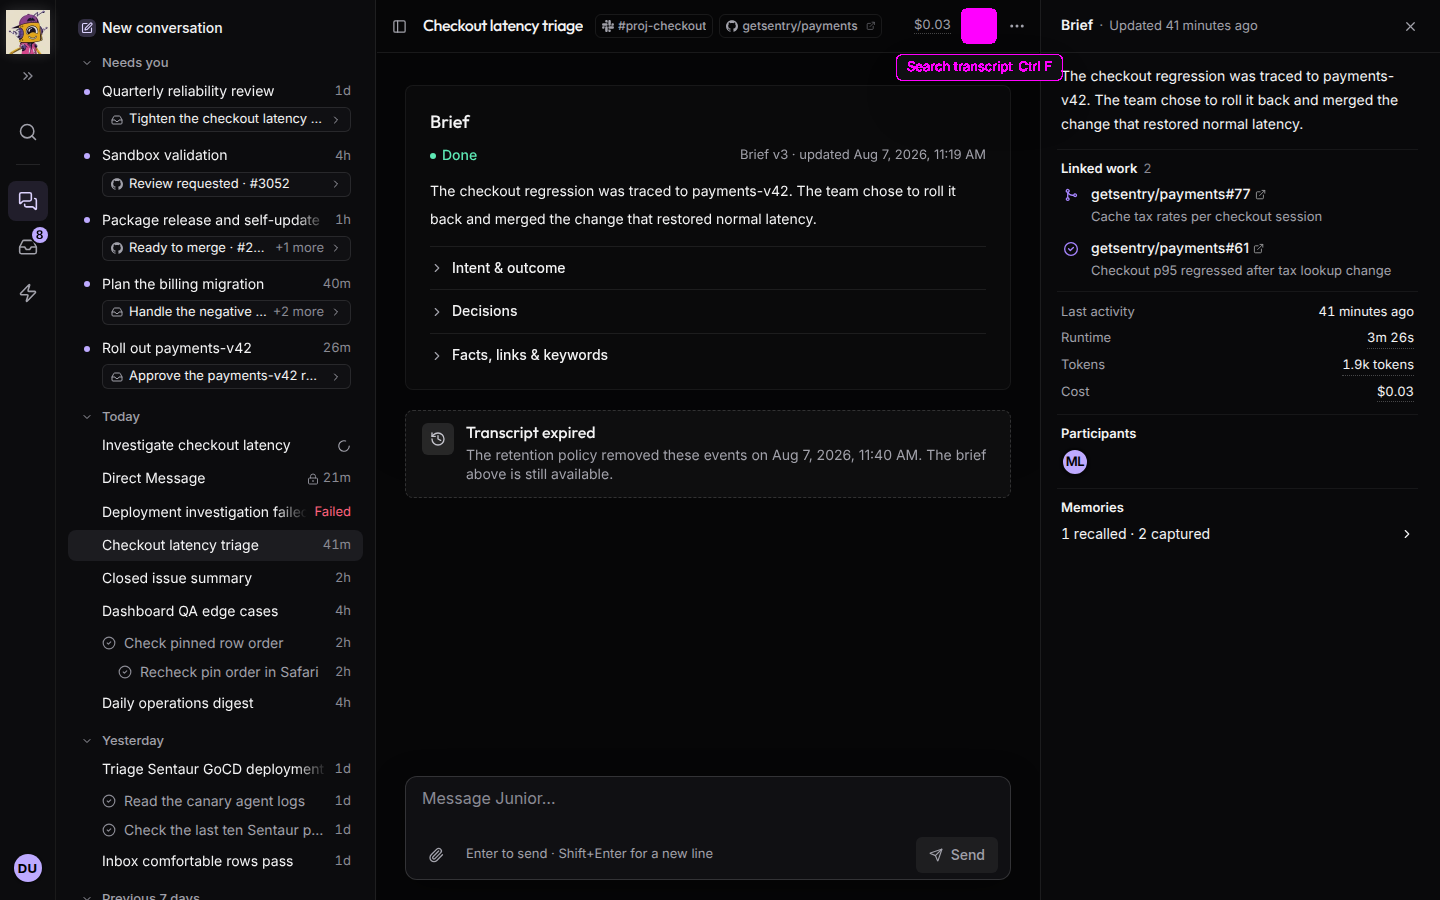 New conversation
Needs you
Quarterly reliability review 1d
Tighten the checkout latency ...
Sandbox validation 4h
Review requested · #3052
Package release and self-update 1h
Ready to merge · #2... +1 more
8
Plan the billing migration 40m
Handle the negative ... +2 more
Roll out payments-v42 26m
Approve the payments-v42 r...
Today
Investigate checkout latency
Direct Message 21m
Deployment investigation failed Failed
Checkout latency triage 41m
Closed issue summary 2h
Dashboard QA edge cases 4h
Check pinned row order 2h
Recheck pin order in Safari 2h
Daily operations digest 4h
Yesterday
Triage Sentaur GoCD deployment 1d
Read the canary agent logs 1d
Check the last ten Sentaur p... 1d
Inbox comfortable rows pass 1d
Previous 7 days
DU
Checkout latency triage #proj-checkout getsentry/payments $0.03
Search transcript Ctrl F
Brief
Done Brief v3 · updated Aug 7, 2026, 11:19 AM
The checkout regression was traced to payments-v42. The team chose to roll it
back and merged the change that restored normal latency.
Intent & outcome
Decisions
Facts, links & keywords
Transcript expired
The retention policy removed these events on Aug 7, 2026, 11:40 AM. The brief
above is still available.
Message Junior...
Enter to send · Shift+Enter for a new line Send
Brief · Updated 41 minutes ago
The checkout regression was traced to payments-
v42. The team chose to roll it back and merged the
change that restored normal latency.
Linked work 2
getsentry/payments#77
Cache tax rates per checkout session
getsentry/payments#61
Checkout p95 regressed after tax lookup change
Last activity 41 minutes ago
Runtime 3m 26s
Tokens 1.9k tokens
Cost $0.03
Participants
ML
Memories
1 recalled · 2 captured